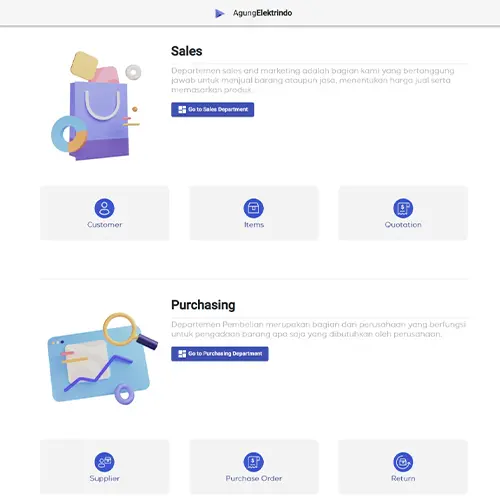 AgungElektrindo
Sales
Departemen sales and marketing adalah bagian kami yang bertanggung
jawab untuk menjual barang ataupun jasa, menentukan harga jual serta
memasarkan produk.
Go to Sales Department
Customer
Items
Quotation
Purchasing
Departemen Pembelian merupakan bagian dari perusahaan yang berfungsi
untuk pengadaan barang apa saja yang dibutuhkan oleh perusahaan.
Go to Purchasing Department
Supplier
Purchase Order
Return